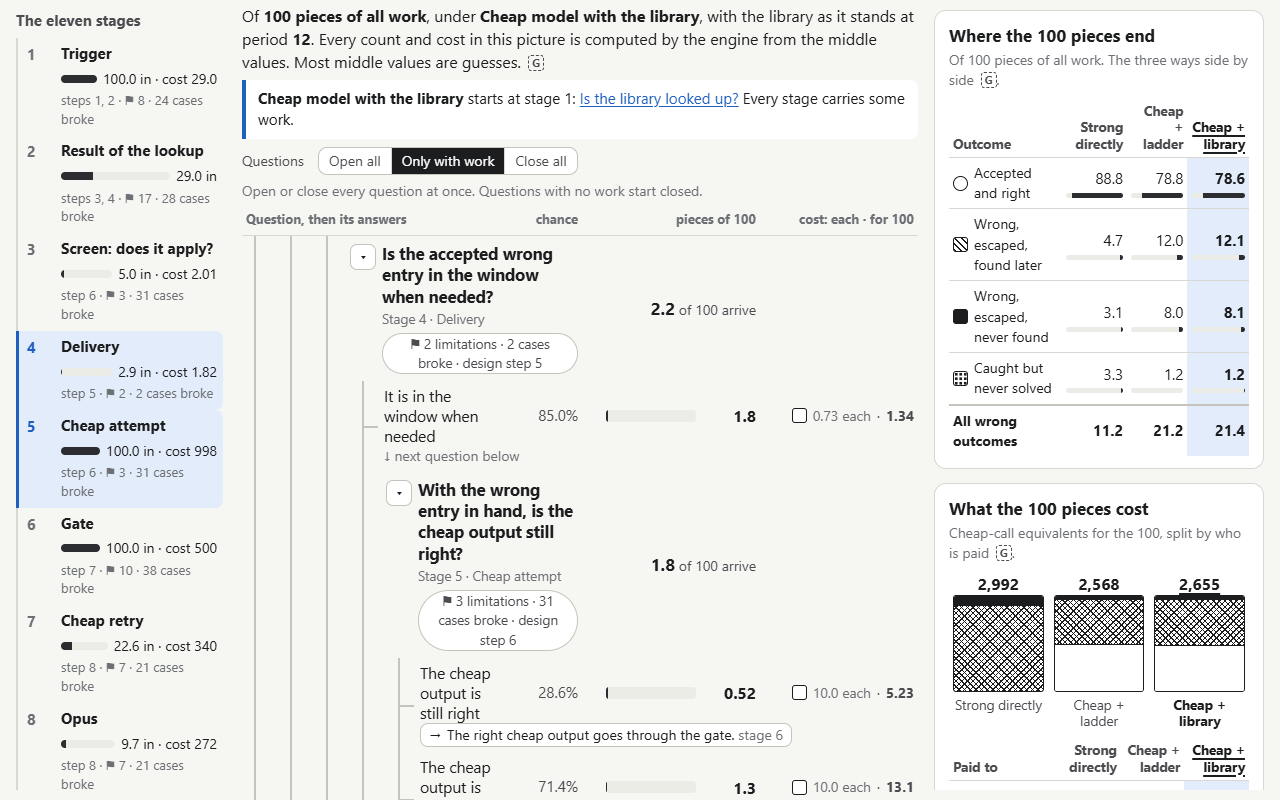 The eleven stages
1 Trigger
100.0 in · cost 29.0
steps 1, 2 · ⚑ 8 · 24 cases
broke
2 Result of the lookup
29.0 in
steps 3, 4 · ⚑ 17 · 28 cases
broke
3 Screen: does it apply?
5.0 in · cost 2.01
step 6 · ⚑ 3 · 31 cases
broke
4 Delivery
2.9 in · cost 1.82
step 5 · ⚑ 2 · 2 cases broke
5 Cheap attempt
100.0 in · cost 998
step 6 · ⚑ 3 · 31 cases
broke
6 Gate
100.0 in · cost 500
step 7 · ⚑ 10 · 38 cases
broke
7 Cheap retry
22.6 in · cost 340
step 8 · ⚑ 7 · 21 cases
broke
8 Opus
9.7 in · cost 272
step 8 · ⚑ 7 · 21 cases
broke
Of 100 pieces of all work, under Cheap model with the library, with the library as it stands at
period 12. Every count and cost in this picture is computed by the engine from the middle
values. Most middle values are guesses. G
Cheap model with the library starts at stage 1: Is the library looked up? Every stage carries some
work.
Questions Open all Only with work Close all
Open or close every question at once. Questions with no work start closed.
Question, then its answers chance pieces of 100 cost: each · for 100
Is the accepted wrong
entry in the window
when needed?
2.2 of 100 arrive
Stage 4 · Delivery
⚑ 2 limitations · 2 cases
broke · design step 5
It is in the
window when
needed
85.0% 1.8 0.73 each · 1.34
↓ next question below
With the wrong
entry in hand, is the
cheap output still
right?
1.8 of 100 arrive
Stage 5 · Cheap attempt
⚑ 3 limitations · 31
cases broke · design
step 6
The cheap
output is
still right
28.6% 0.52 10.0 each · 5.23
→ The right cheap output goes through the gate. stage 6
The cheap
output is
71.4% 1.3 10.0 each · 13.1
Where the 100 pieces end
Of 100 pieces of all work. The three ways side by
side G.
Outcome Strong directly Cheap + ladder Cheap + library
Accepted and right 88.8 78.8 78.6
Wrong, escaped, found later 4.7 12.0 12.1
Wrong, escaped, never found 3.1 8.0 8.1
Caught but never solved 3.3 1.2 1.2
All wrong outcomes 11.2 21.2 21.4
What the 100 pieces cost
Cheap-call equivalents for the 100, split by who
is paid G.
2,992 2,568 2,655
Strong directly Cheap + ladder Cheap + library
Paid to Strong directly Cheap + ladder Cheap + library